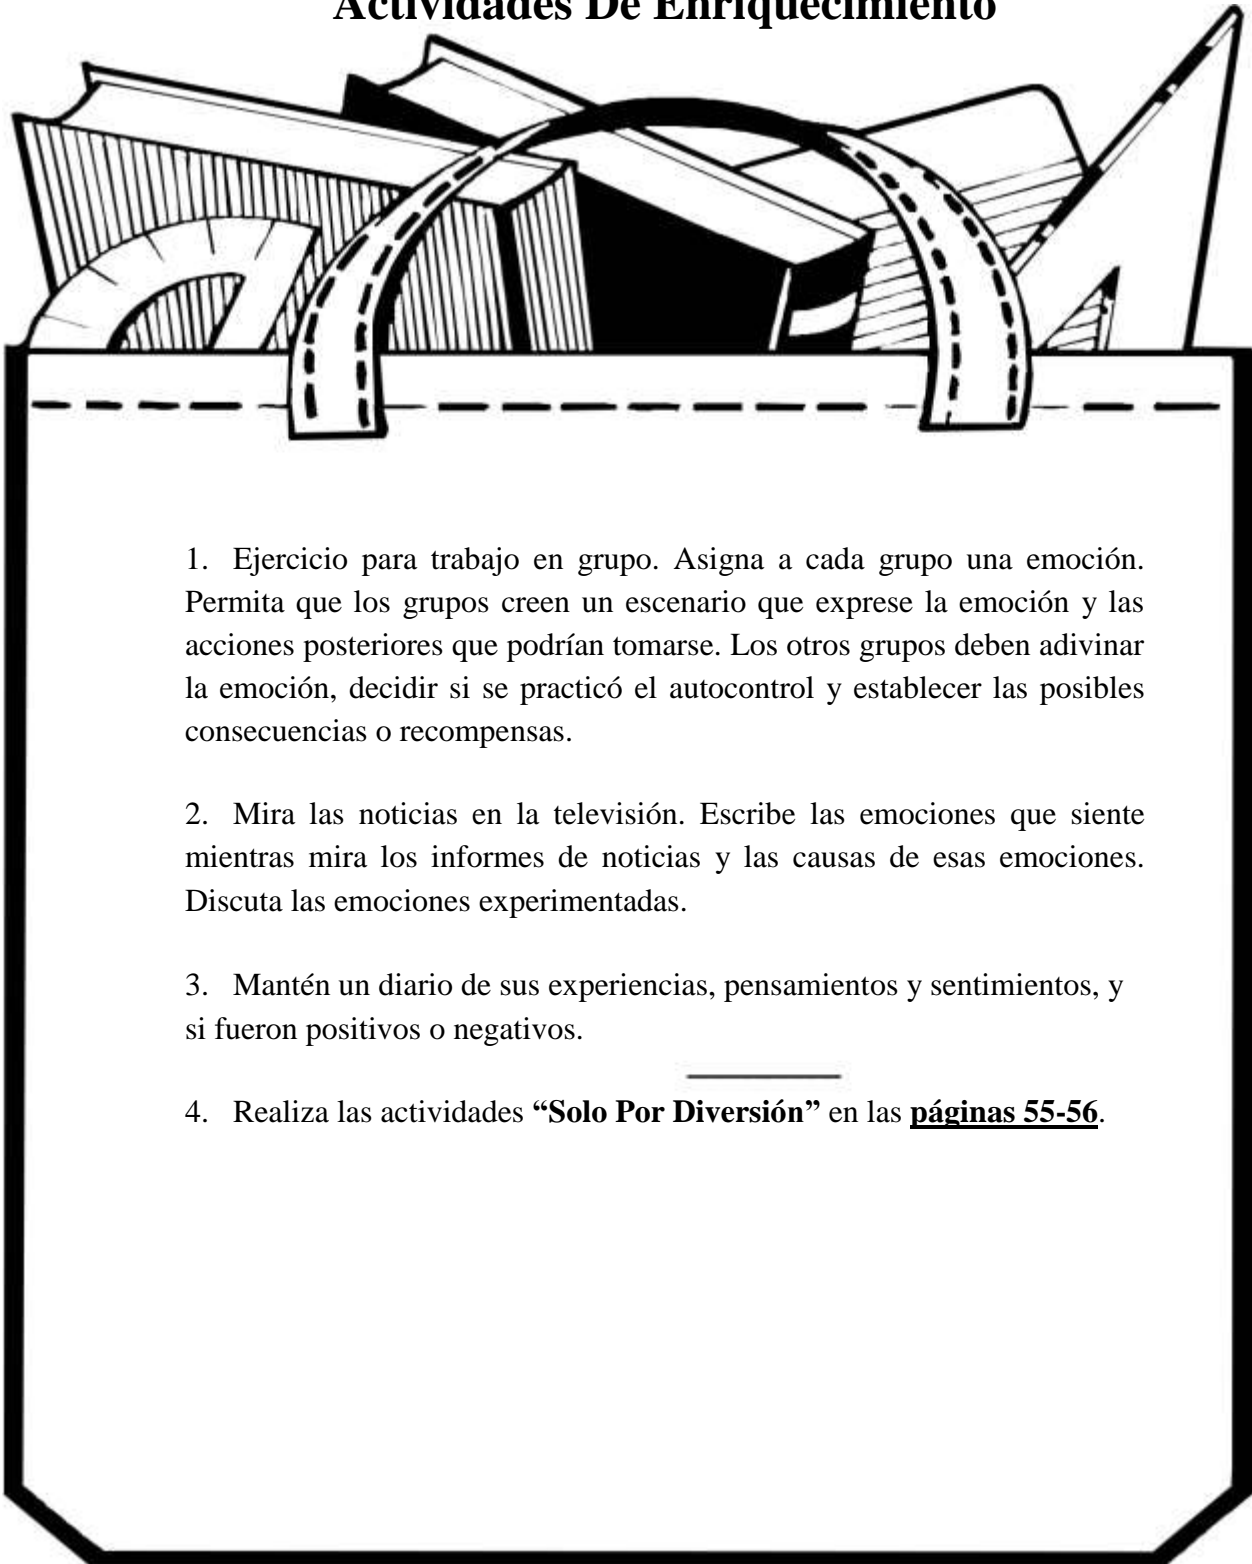 Actividades De Enriquecimiento
1. Ejercicio para trabajo en grupo. Asigna a cada grupo una emoción.
Permita que los grupos creen un escenario que exprese la emoción y las
acciones posteriores que podrían tomarse. Los otros grupos deben adivinar
la emoción, decidir si se practicó el autocontrol y establecer las posibles
consecuencias o recompensas.
2. Mira las noticias en la televisión. Escribe las emociones que siente
mientras mira los informes de noticias y las causas de esas emociones.
Discuta las emociones experimentadas.
3. Mantén un diario de sus experiencias, pensamientos y sentimientos, y
si fueron positivos o negativos.
4. Realiza las actividades “Solo Por Diversión” en las páginas 55-56.